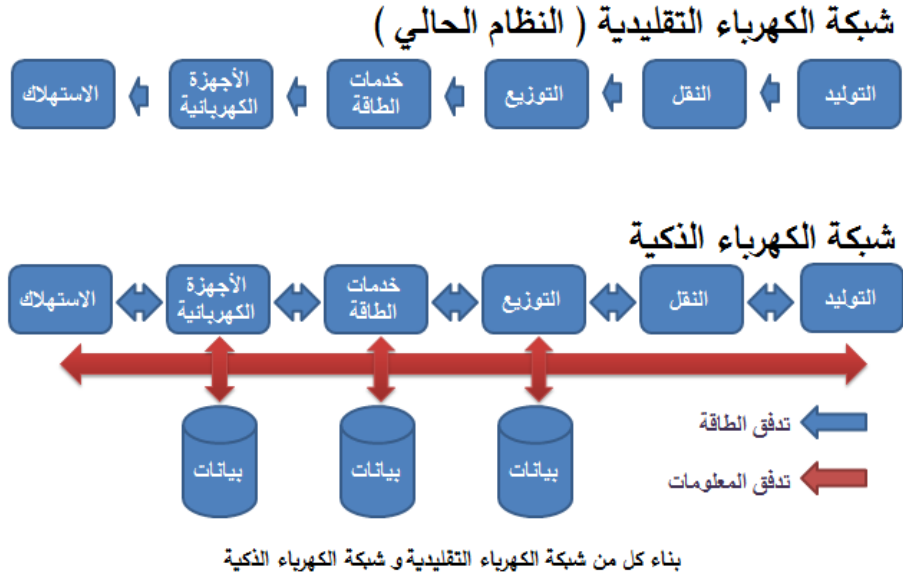 شبكة الكهرباء التقليدية ( النظام الحالي )
التوليد
النقل
التوزيع
خدمات
الطاقة
الأجهزة
الكهربائية
الاستهلاك
شبكة الكهرباء الذكية
التوليد
النقل
التوزيع
خدمات
الطاقة
الأجهزة
الكهربائية
الاستهلاك
بيانات
بيانات
بيانات
تدفق الطاقة
تدفق المعلومات
بناء كل من شبكة الكهرباء التقليدية و شبكة الكهرباء الذكية